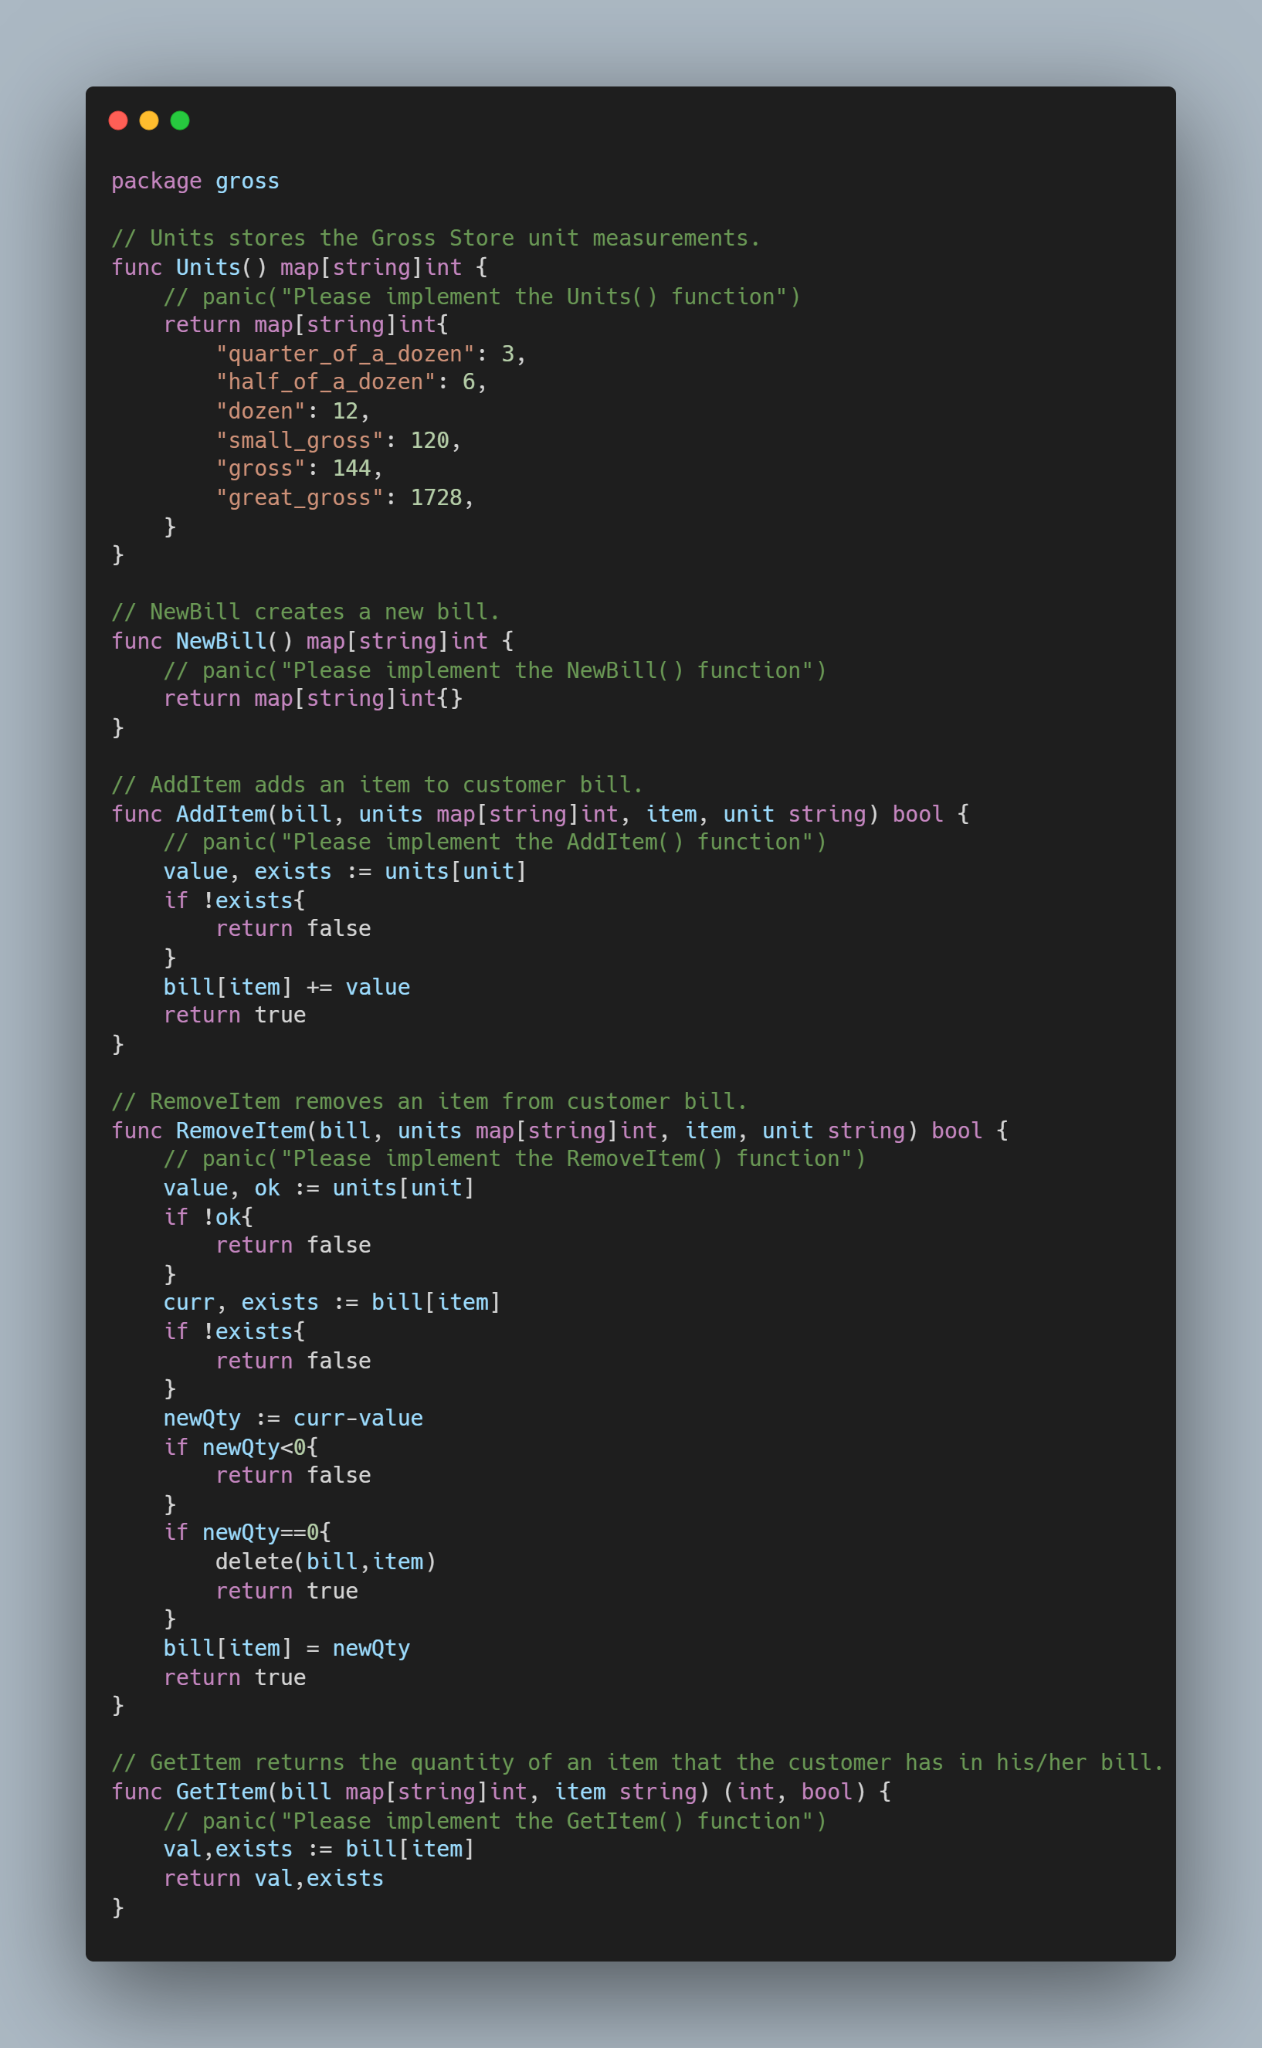 package gross

// Units stores the Gross Store unit measurements.
func Units() map[string]int {
    // panic("Please implement the Units() function")
    return map[string]int{
        "quarter_of_a_dozen": 3,
        "half_of_a_dozen": 6,
        "dozen": 12,
        "small_gross": 120,
        "gross": 144,
        "great_gross": 1728,
    }
}

// NewBill creates a new bill.
func NewBill() map[string]int {
    // panic("Please implement the NewBill() function")
    return map[string]int{}
}

// AddItem adds an item to customer bill.
func AddItem(bill, units map[string]int, item, unit string) bool {
    // panic("Please implement the AddItem() function")
    value, exists := units[unit]
    if !exists{
        return false
    }
    bill[item] += value
    return true
}

// RemoveItem removes an item from customer bill.
func RemoveItem(bill, units map[string]int, item, unit string) bool {
    // panic("Please implement the RemoveItem() function")
    value, ok := units[unit]
    if !ok{
        return false
    }
    curr, exists := bill[item]
    if !exists{
        return false
    }
    newQty := curr-value
    if newQty<0{
        return false
    }
    if newQty==0{
        delete(bill,item)
        return true
    }
    bill[item] = newQty
    return true
}

// GetItem returns the quantity of an item that the customer has in his/her bill.
func GetItem(bill map[string]int, item string) (int, bool) {
    // panic("Please implement the GetItem() function")
    val,exists := bill[item]
    return val,exists
}